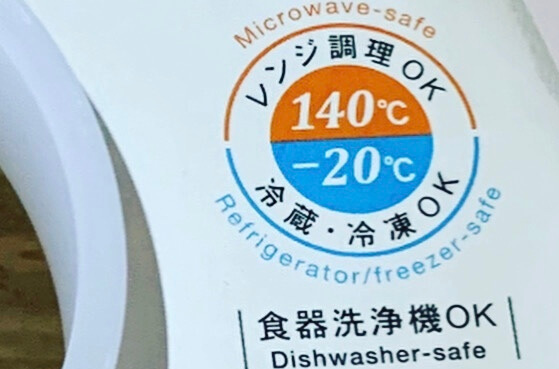 Microwave-safe
レンジ調理OK
140℃
-20℃
冷蔵・冷凍OK
Refrigerator/freezer-safe
食器洗浄機OK
Dishwasher-safe